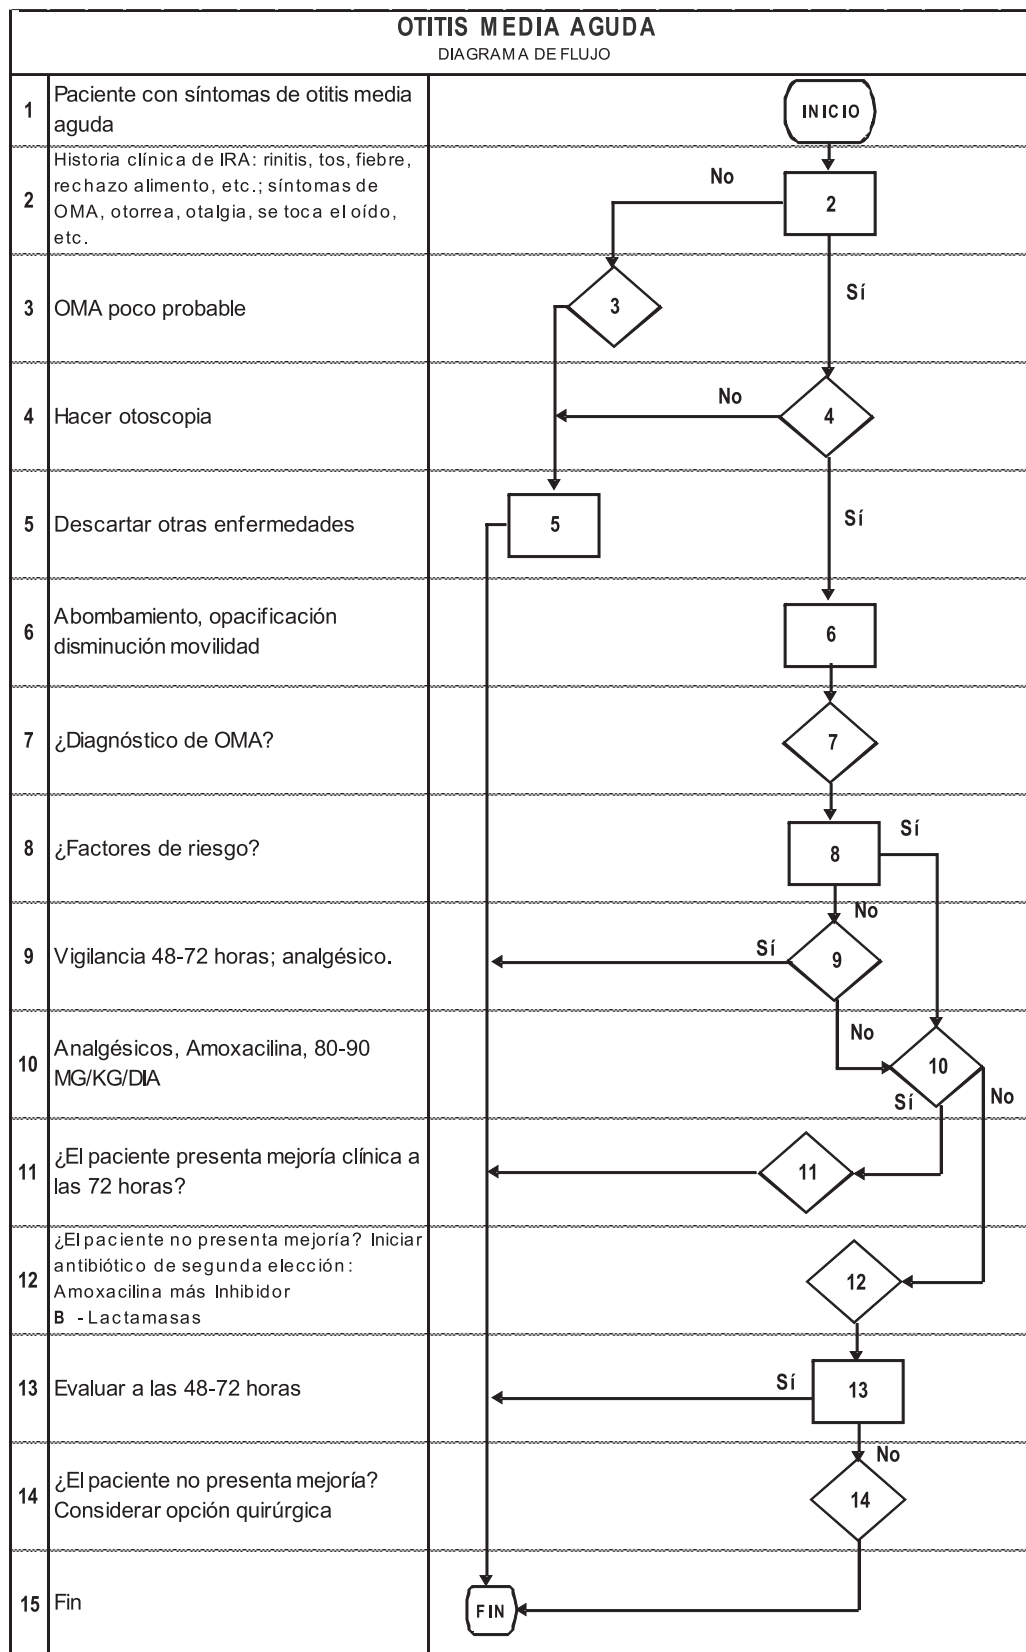 OTITIS MEDIA AGUDA
DIAGRAMA DE FLUJO
1
Paciente con síntomas de otitis media
aguda
INICIO
2
Historia clínica de IRA: rinitis, tos, fiebre,
rechazo alimento, etc.; síntomas de
OMA, otorrea, otalgia, se toca el oído,
etc.
No
2
Sí
3
OMA poco probable
3
4
Hacer otoscopia
No
4
5
Descartar otras enfermedades
5
Sí
6
Abombamiento, opacificación
disminución movilidad
6
7
¿Diagnóstico de OMA?
7
8
¿Factores de riesgo?
8
Sí
No
9
Vigilancia 48-72 horas; analgésico.
Sí
9
No
10
Analgésicos, Amoxacilina, 80-90
MG/KG/DIA
10
Sí
No
11
¿El paciente presenta mejoría clínica a
las 72 horas?
11
12
¿El paciente no presenta mejoría? Iniciar
antibiótico de segunda elección:
Amoxacilina más Inhibidor
B - Lactamasas
12
13
Evaluar a las 48-72 horas
Sí
13
No
14
¿El paciente no presenta mejoría?
Considerar opción quirúrgica
14
15
Fin
FIN